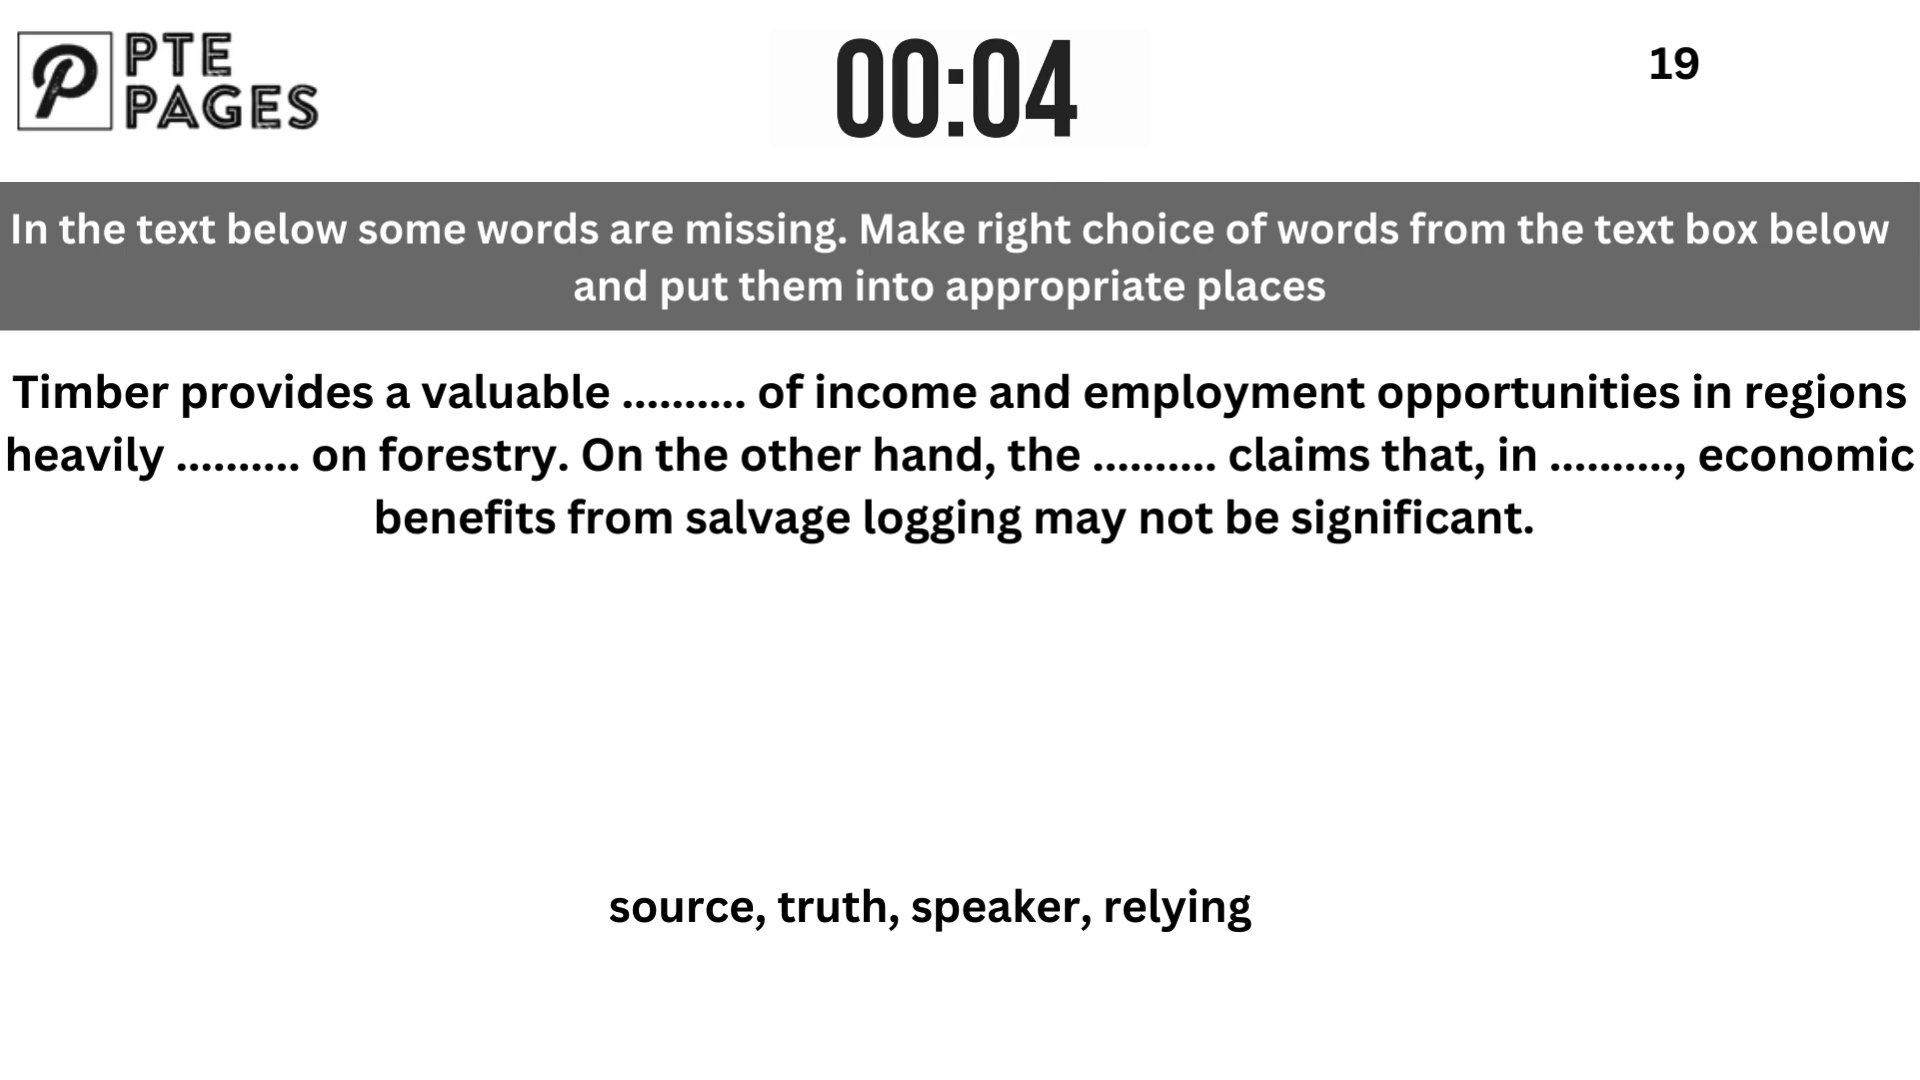 PTE
PAGES
00:04
19
In the text below some words are missing. Make right choice of words from the text box below
and put them into appropriate places
Timber provides a valuable .......... of income and employment opportunities in regions
heavily .......... on forestry. On the other hand, the .......... claims that, in .........., economic
benefits from salvage logging may not be significant.
source, truth, speaker, relying